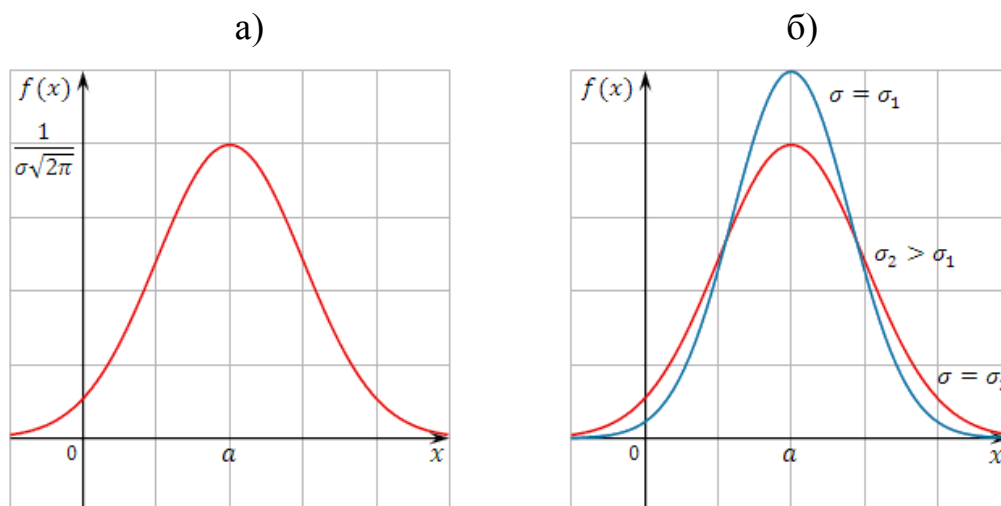 а)
f(x)
1
σ√2π
0
a
x
б)
f(x)
σ = σ₁
σ₂ > σ₁
σ = σ
0
a
x